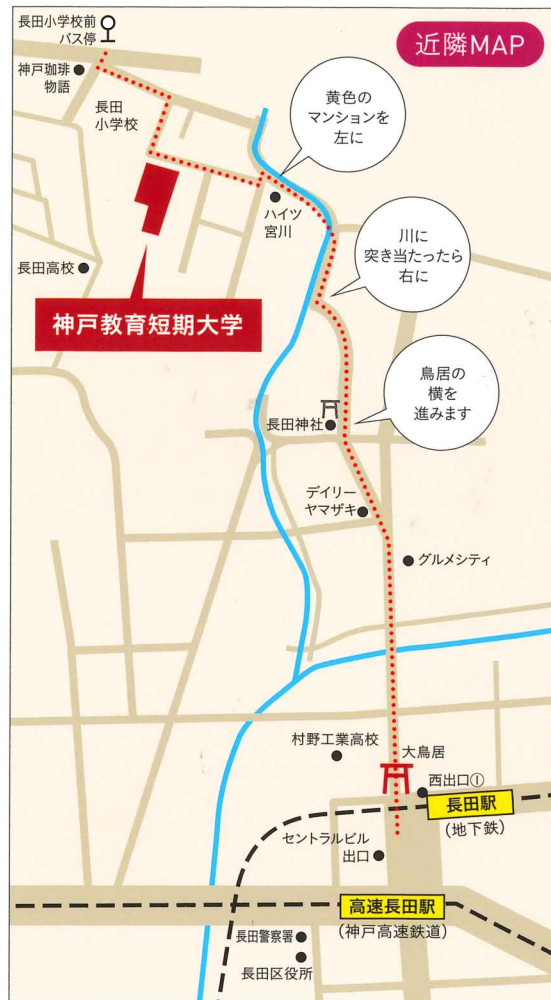 長田小学校前
バス停
近隣MAP
神戸珈琲
物語
長田
小学校
黄色の
マンションを
左に
ハイツ
宮川
川に
突き当たったら
右に
長田高校
神戸教育短期大学
鳥居の
横を
進みます
長田神社
デイリー
ヤマザキ
グルメシティ
村野工業高校
大鳥居
西出口①
長田駅
(地下鉄)
セントラルビル
出口
高速長田駅
(神戸高速鉄道)
長田警察署
長田区役所